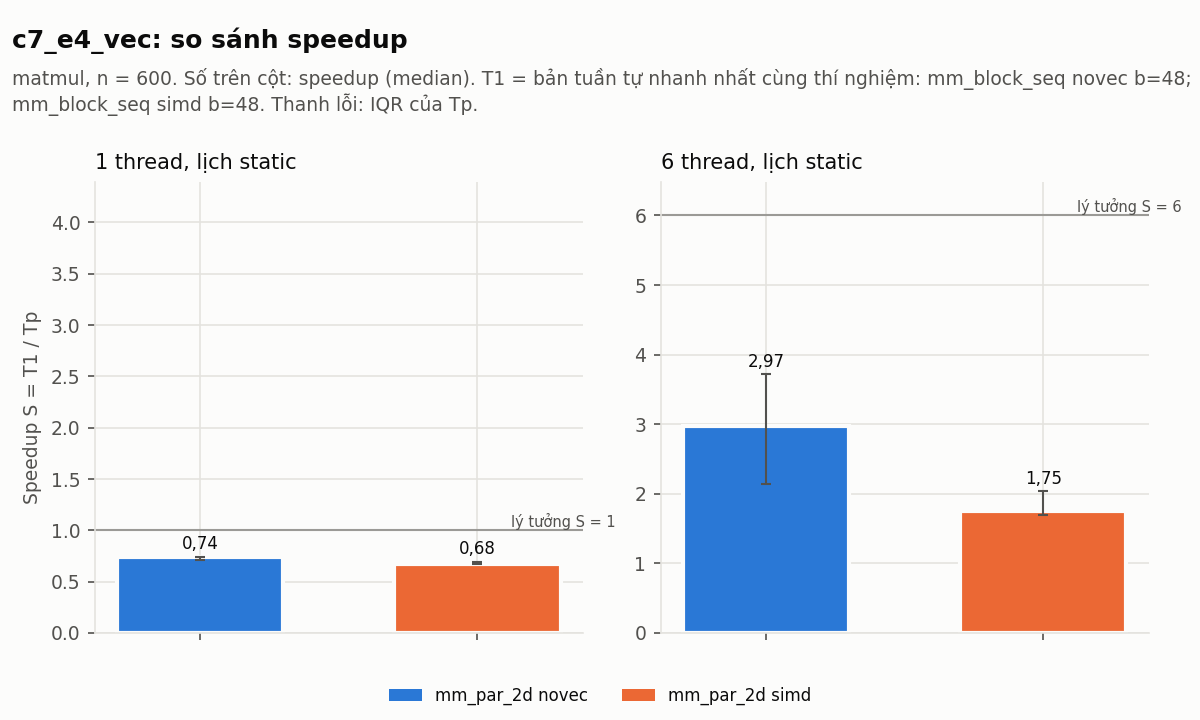 c7_e4_vec: so sánh speedup
matmul, n = 600. Số trên cột: speedup (median). T1 = bản tuần tự nhanh nhất cùng thí nghiệm: mm_block_seq novec b=48;
mm_block_seq simd b=48. Thanh lỗi: IQR của Tp.
1 thread, lịch static
Speedup S = T1 / Tp
4.0
3.5
3.0
2.5
2.0
1.5
1.0
0.5
0.0
lý tưởng S = 1
0,74
0,68
6 thread, lịch static
6
5
4
3
2
1
0
lý tưởng S = 6
2,97
1,75
mm_par_2d novec
mm_par_2d simd